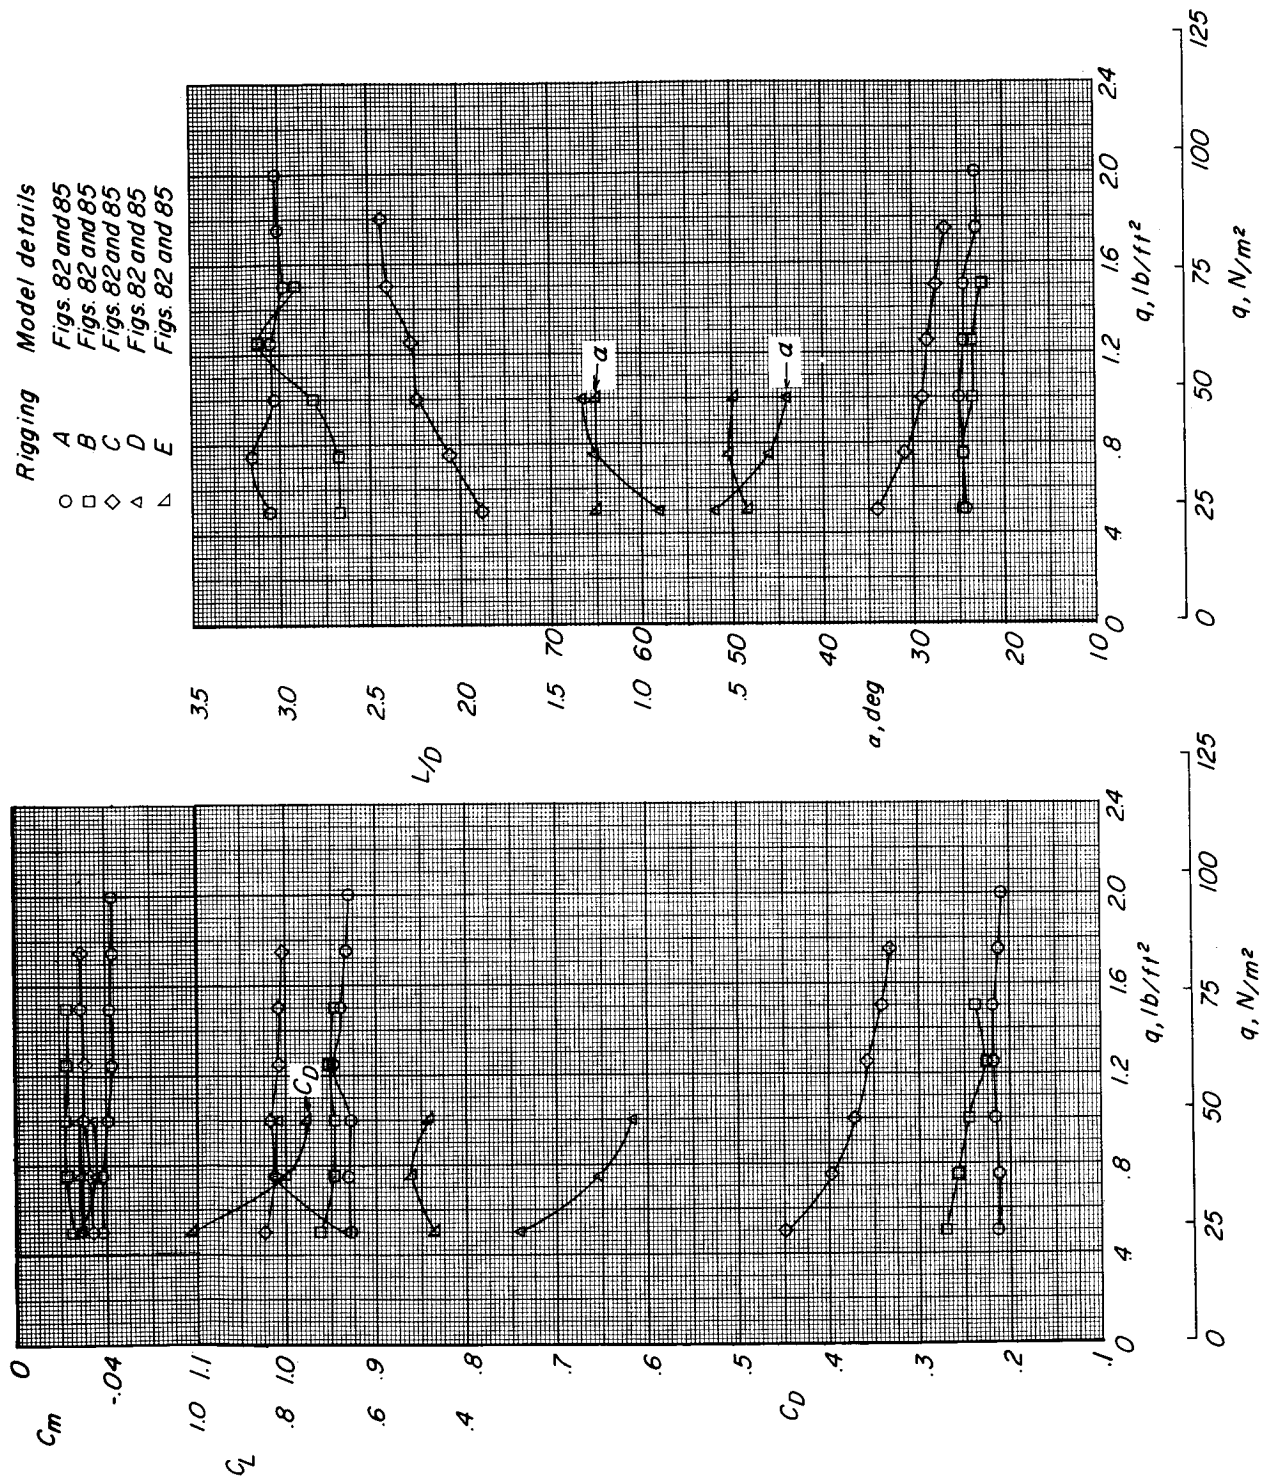 Rigging Model details
A Figs. 82 and 85
B Figs. 82 and 85
C Figs. 82 and 85
D Figs. 82 and 85
E Figs. 82 and 85
0
-.04
Cm
1.0 1.1
.8 1.0
.6 .9
.4 .8
.7
.6
.5
.4
.3
.2
.1
CL
CD
CD
0 .4 .8 1.2 1.6 2.0 2.4
q, lb/ft²
0 25 50 75 100 125
q, N/m²
3.5
3.0
2.5
2.0
1.5 70
1.0 60
.5 50
40
30
20
10
L/D
a, deg
a
a
0 .4 .8 1.2 1.6 2.0 2.4
q, lb/ft²
0 25 50 75 100 125
q, N/m²